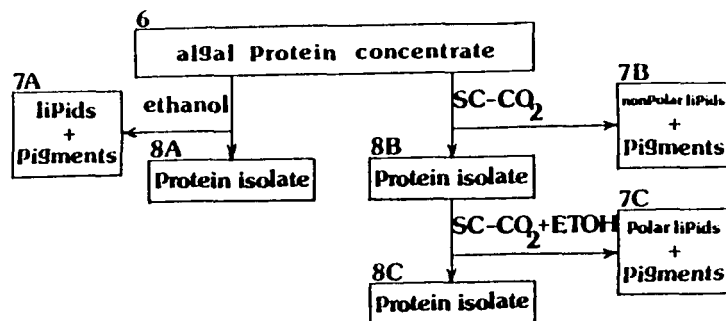 6
algal Protein concentrate
7A
liPids
+
Pigments
ethanol
8A
Protein isolate
SC-CO2
7B
nonPolar liPids
+
Pigments
8B
Protein isolate
SC-CO2+ETOH
7C
Polar liPids
+
Pigments
8C
Protein isolate